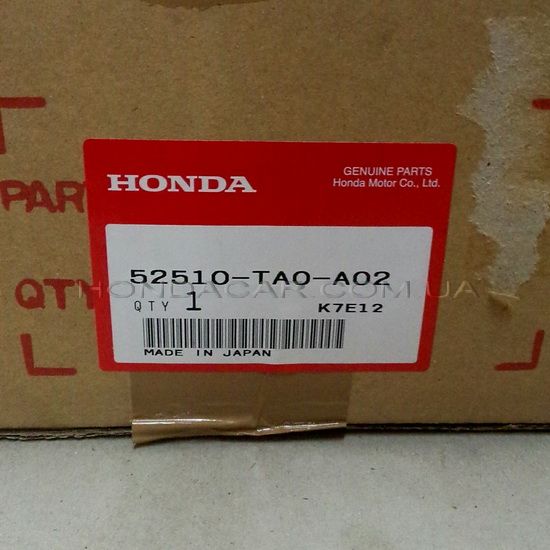 GENUINE PARTS
HONDA
Honda Motor Co., Ltd.
PAR
52510-TA0-A02
HONDACAR.COM.UA
QTY
QTY 1
K7E12
MADE IN JAPAN